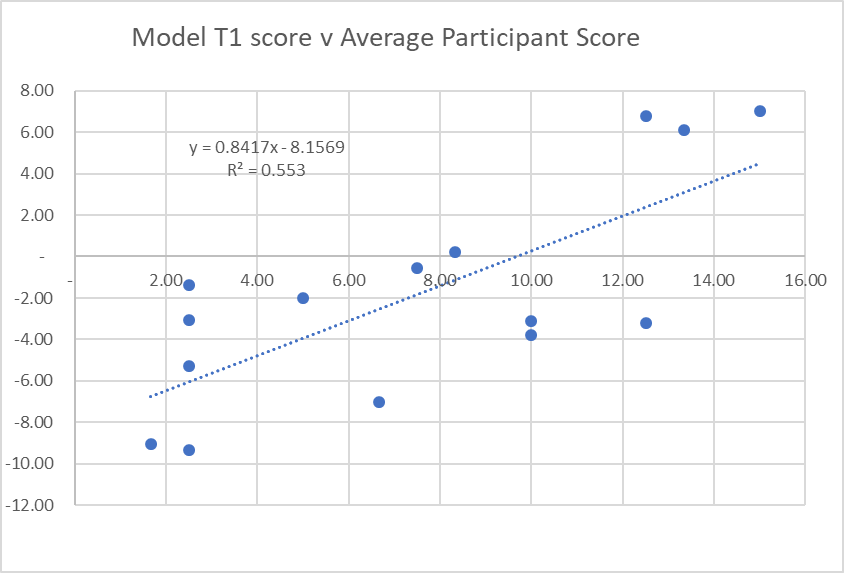 Model T1 score v Average Participant Score
8.00
6.00
y = 0.8417x - 8.1569
R² = 0.553
4.00
2.00
-
- 2.00 4.00 6.00 8.00 10.00 12.00 14.00 16.00
-2.00
-4.00
-6.00
-8.00
-10.00
-12.00